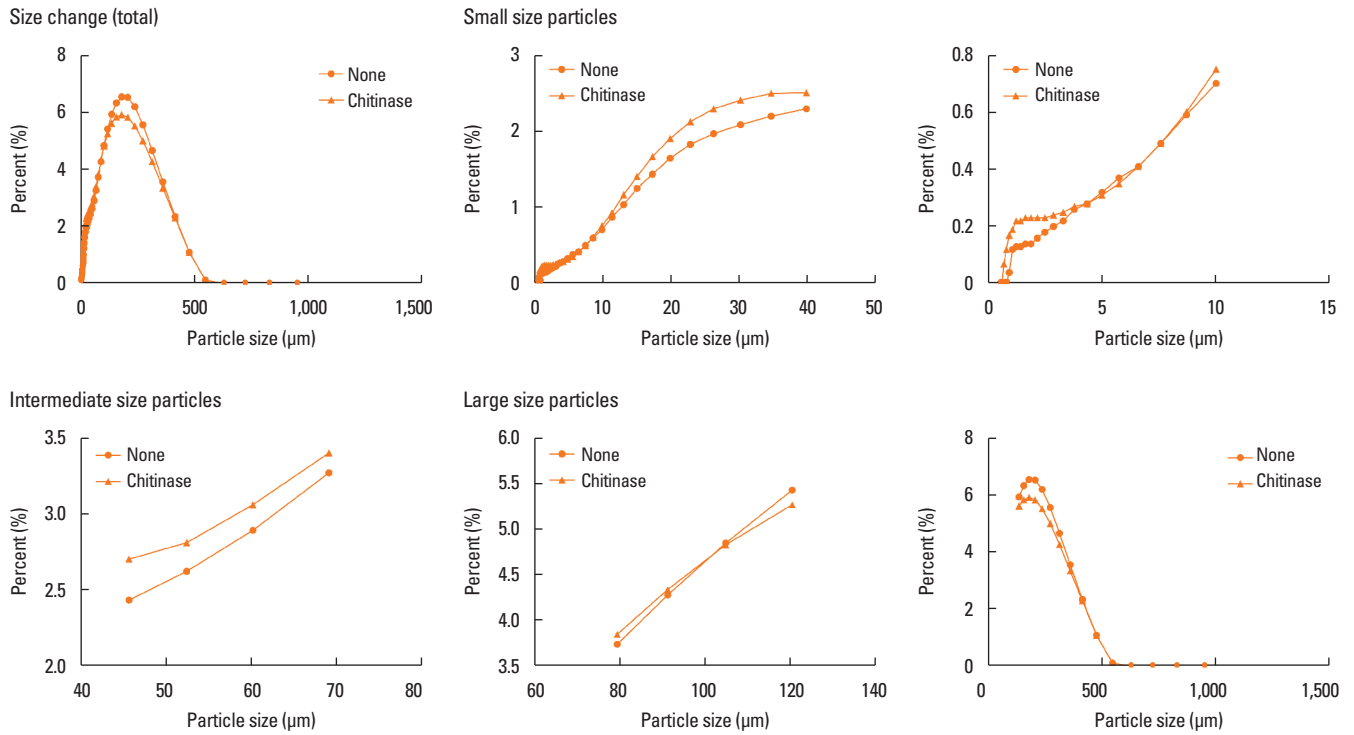 Size change (total)
8
6
4
2
0
Percent (%)
None
Chitinase
0
500
1,000
1,500
Particle size (µm)
Small size particles
3
2
1
0
Percent (%)
None
Chitinase
0
10
20
30
40
50
Particle size (µm)
0.8
0.6
0.4
0.2
0
Percent (%)
None
Chitinase
0
5
10
15
Particle size (µm)
Intermediate size particles
3.5
3.0
2.5
2.0
Percent (%)
None
Chitinase
40
50
60
70
80
Particle size (µm)
Large size particles
6.0
5.5
5.0
4.5
4.0
3.5
Percent (%)
None
Chitinase
60
80
100
120
140
Particle size (µm)
8
6
4
2
0
Percent (%)
None
Chitinase
0
500
1,000
1,500
Particle size (µm)